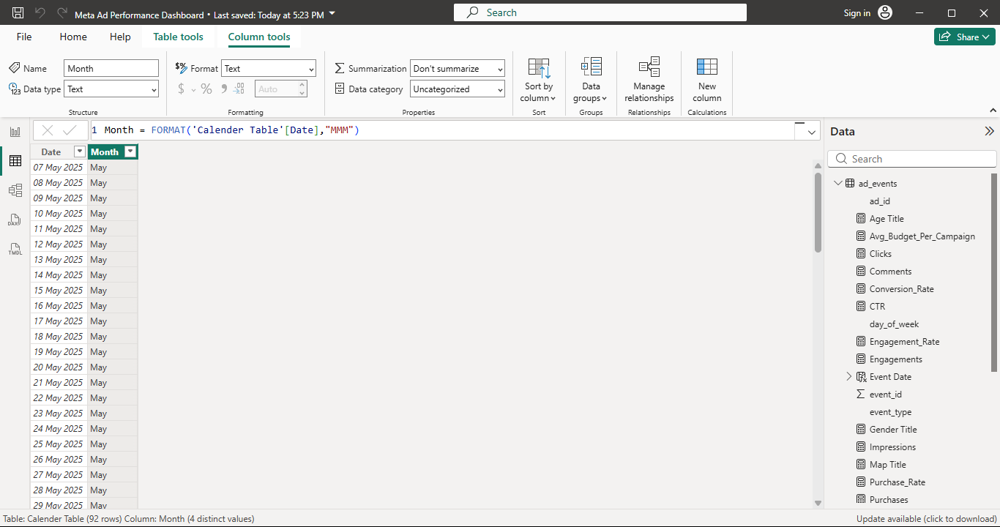 Meta Ad Performance Dashboard • Last saved: Today at 5:23 PM
Search
Sign in
File
Home
Help
Table tools
Column tools
Share
Name
Month
Data type
Text
Structure
Format
Text
$
%
Auto
Formatting
Summarization
Don't summarize
Data category
Uncategorized
Properties
Sort by
column
Sort
Data
groups
Groups
Manage
relationships
Relationships
New
column
Calculations
1 Month = FORMAT('Calender Table'[Date],"MMM")
DAX
TMDL
Date Month
07 May 2025 May
08 May 2025 May
09 May 2025 May
10 May 2025 May
11 May 2025 May
12 May 2025 May
13 May 2025 May
14 May 2025 May
15 May 2025 May
16 May 2025 May
17 May 2025 May
18 May 2025 May
19 May 2025 May
20 May 2025 May
21 May 2025 May
22 May 2025 May
23 May 2025 May
24 May 2025 May
25 May 2025 May
26 May 2025 May
27 May 2025 May
28 May 2025 May
29 May 2025 May
Data
Search
ad_events
ad_id
Age Title
Avg_Budget_Per_Campaign
Clicks
Comments
Conversion_Rate
CTR
day_of_week
Engagement_Rate
Engagements
Event Date
event_id
event_type
Gender Title
Impressions
Map Title
Purchase_Rate
Purchases
Table: Calender Table (92 rows) Column: Month (4 distinct values)
Update available (click to download)